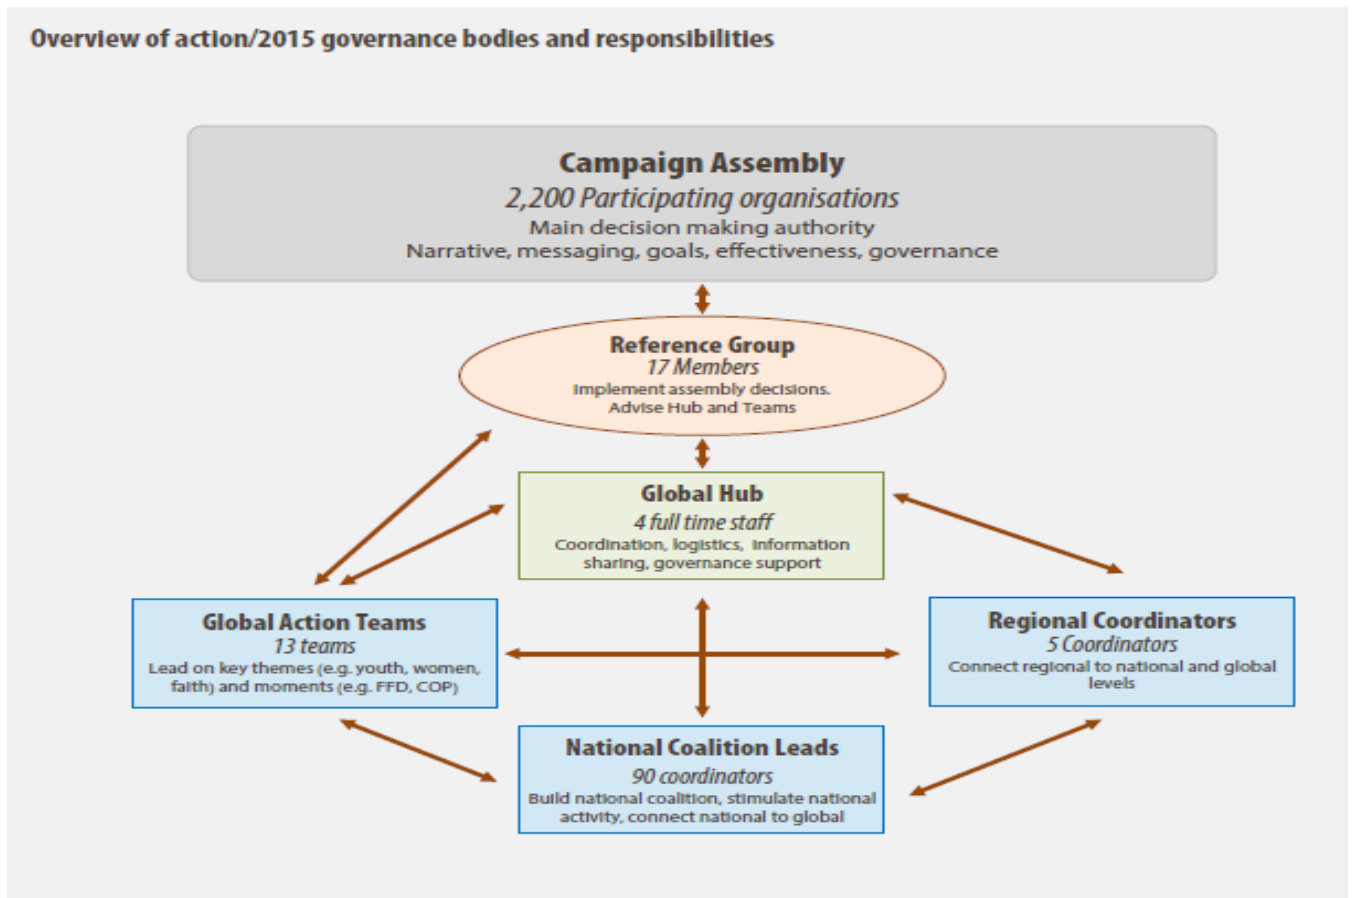 Overview of action/2015 governance bodies and responsibilities
Campaign Assembly
2,200 Participating organisations
Main decision making authority
Narrative, messaging, goals, effectiveness, governance
Reference Group
17 Members
Implement assembly decisions.
Advise Hub and Teams
Global Hub
4 full time staff
Coordination, logistics, information
sharing, governance support
Global Action Teams
13 teams
Lead on key themes (e.g. youth, women,
faith) and moments (e.g. FFD, COP)
Regional Coordinators
5 Coordinators
Connect regional to national and global
levels
National Coalition Leads
90 coordinators
Build national coalition, stimulate national
activity, connect national to global